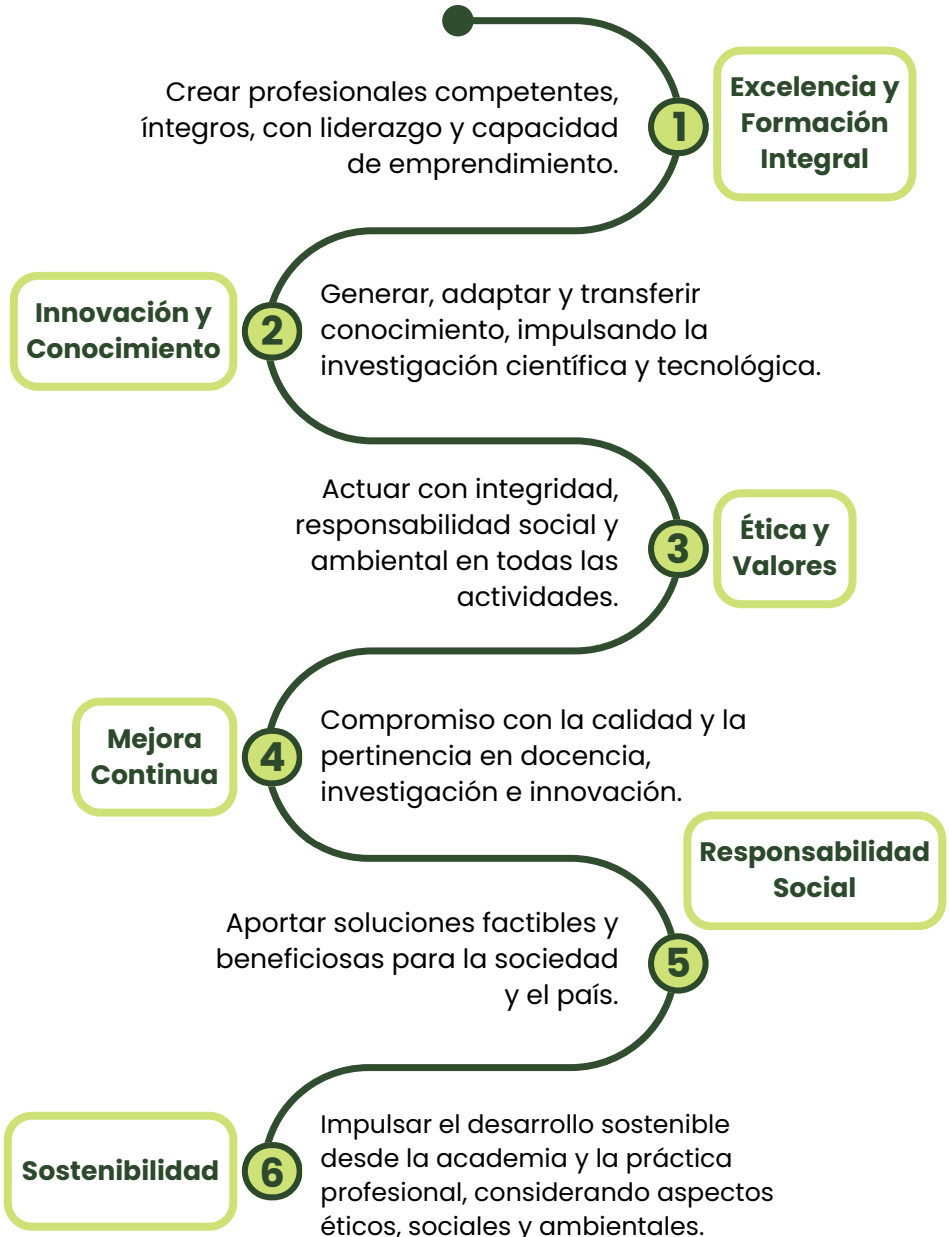 Crear profesionales competentes,
íntegros, con liderazgo y capacidad
de emprendimiento.
1
Excelencia y
Formación
Integral
Innovación y
Conocimiento
2
Generar, adaptar y transferir
conocimiento, impulsando la
investigación científica y tecnológica.
Actuar con integridad,
responsabilidad social y
ambiental en todas las
actividades.
3
Ética y
Valores
Mejora
Continua
4
Compromiso con la calidad y la
pertinencia en docencia,
investigación e innovación.
Responsabilidad
Social
Aportar soluciones factibles y
beneficiosas para la sociedad
y el país.
5
Sostenibilidad
6
Impulsar el desarrollo sostenible
desde la academia y la práctica
profesional, considerando aspectos
éticos, sociales y ambientales.